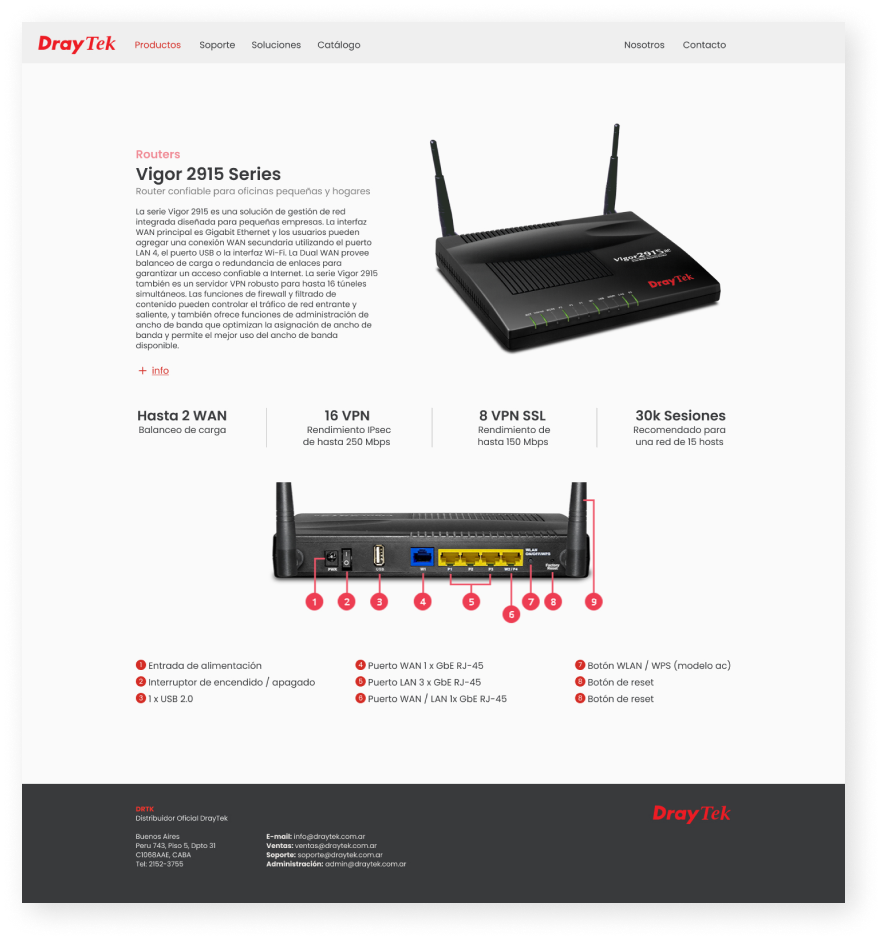 DrayTek
Productos
Soporte
Soluciones
Catálogo
Nosotros
Contacto
Routers
Vigor 2915 Series
Router confiable para oficinas pequeñas y hogares
La serie Vigor 2915 es una solución de gestión de red
integrada diseñada para pequeñas empresas. La interfaz
WAN principal es Gigabit Ethernet y los usuarios pueden
agregar una conexión WAN secundaria utilizando el puerto
LAN 4, el puerto USB o la interfaz Wi-Fi. La Dual WAN provee
balanceo de carga o redundancia de enlaces para
garantizar un acceso confiable a Internet. La serie Vigor 2915
también es un servidor VPN robusto para hasta 16 túneles
simultáneos. Las funciones de firewall y filtrado de
contenido pueden controlar el tráfico de red entrante y
saliente, y también ofrece funciones de administración de
ancho de banda que optimizan la asignación de ancho de
banda y permite el mejor uso del ancho de banda
disponible.
+ info
Vigor2915 ac
DrayTek
Hasta 2 WAN
Balanceo de carga
16 VPN
Rendimiento IPsec
de hasta 250 Mbps
8 VPN SSL
Rendimiento de
hasta 150 Mbps
30k Sesiones
Recomendado para
una red de 15 hosts
WLAN
ON/OFF/WPS
PWR
USB
W1
P1
P2
P3
W2/P4
Factory
Reset
1
2
3
4
5
6
7
8
9
1 Entrada de alimentación
2 Interruptor de encendido / apagado
3 1 x USB 2.0
4 Puerto WAN 1 x GbE RJ-45
5 Puerto LAN 3 x GbE RJ-45
6 Puerto WAN / LAN 1x GbE RJ-45
7 Botón WLAN / WPS (modelo ac)
8 Botón de reset
8 Botón de reset
DRTK
Distribuidor Oficial DrayTek
Buenos Aires
Peru 743, Piso 5, Dpto 31
C1068AAE, CABA
Tel: 2152-3755
E-mail: info@draytek.com.ar
Ventas: ventas@draytek.com.ar
Soporte: soporte@draytek.com.ar
Administración: admin@draytek.com.ar
DrayTek